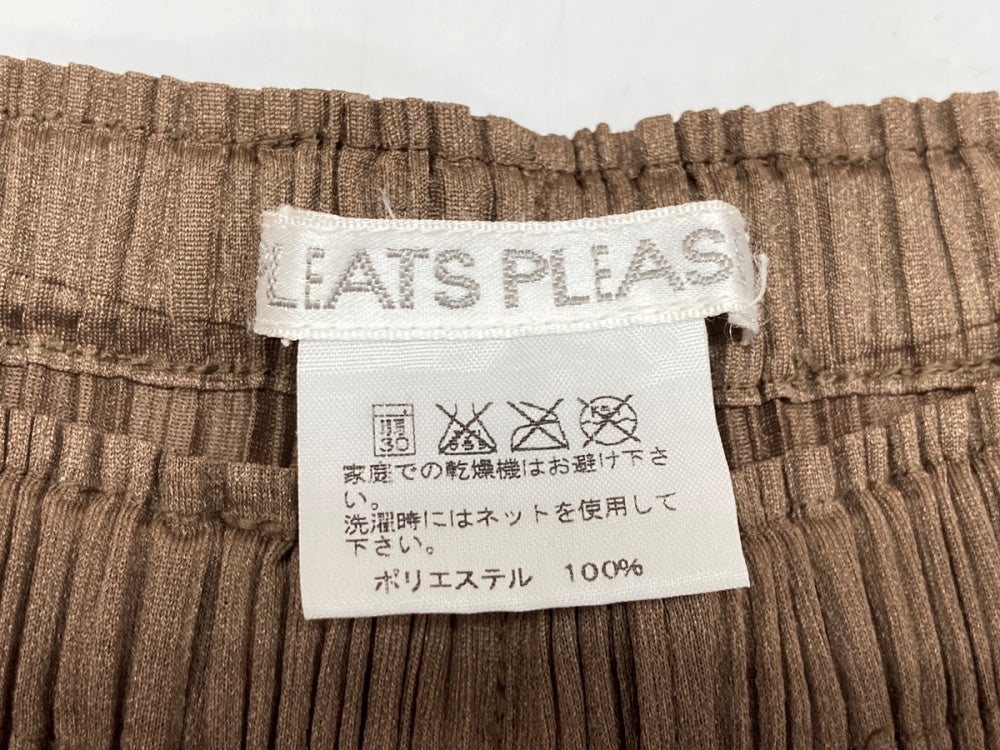 PLEATS PLEAS
30
家庭での乾燥機はお避け下さ
い。
洗濯時にはネットを使用して
下さい。
ポリエステル 100%